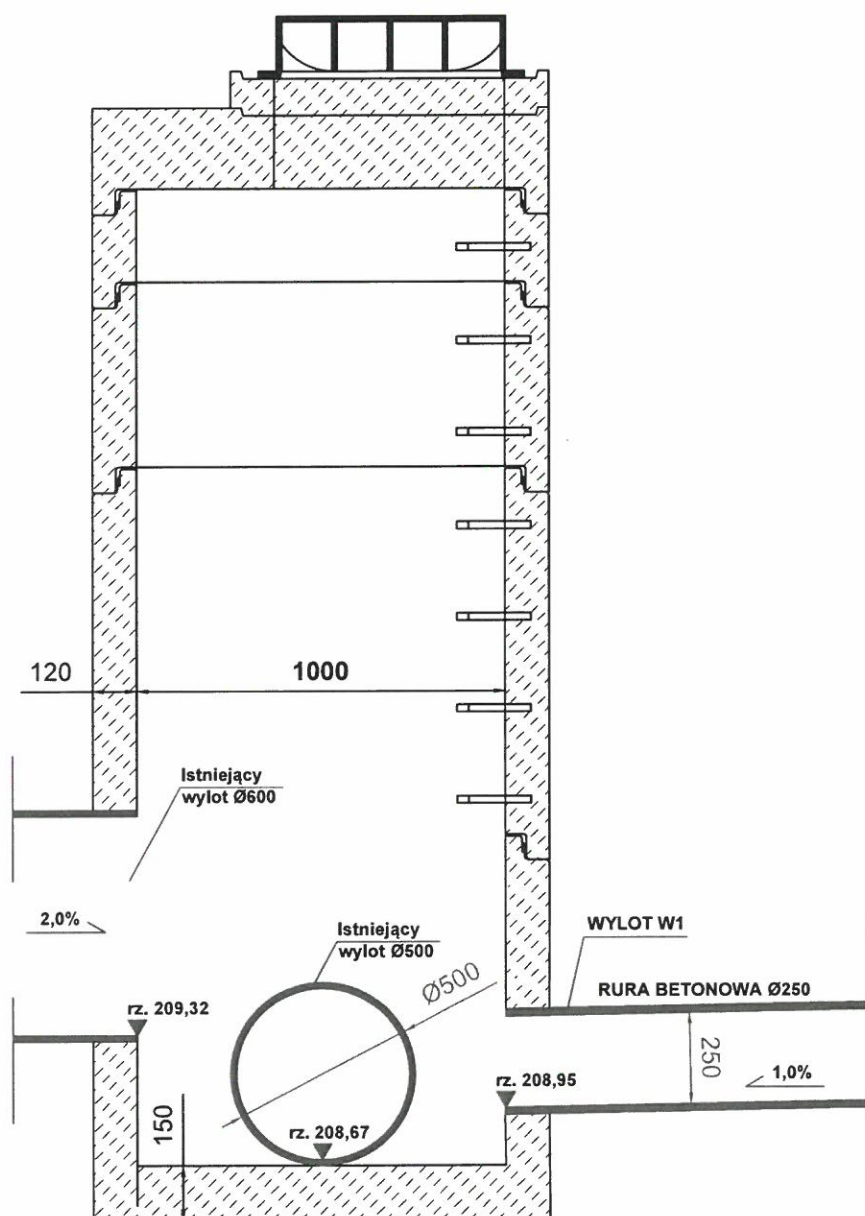 120
1000
Istniejący
wylot Ø600
2,0%
Istniejący
wylot Ø500
Ø500
WYLOT W1
RURA BETONOWA Ø250
rz. 209,32
250
1,0%
rz. 208,95
150
rz. 208,67